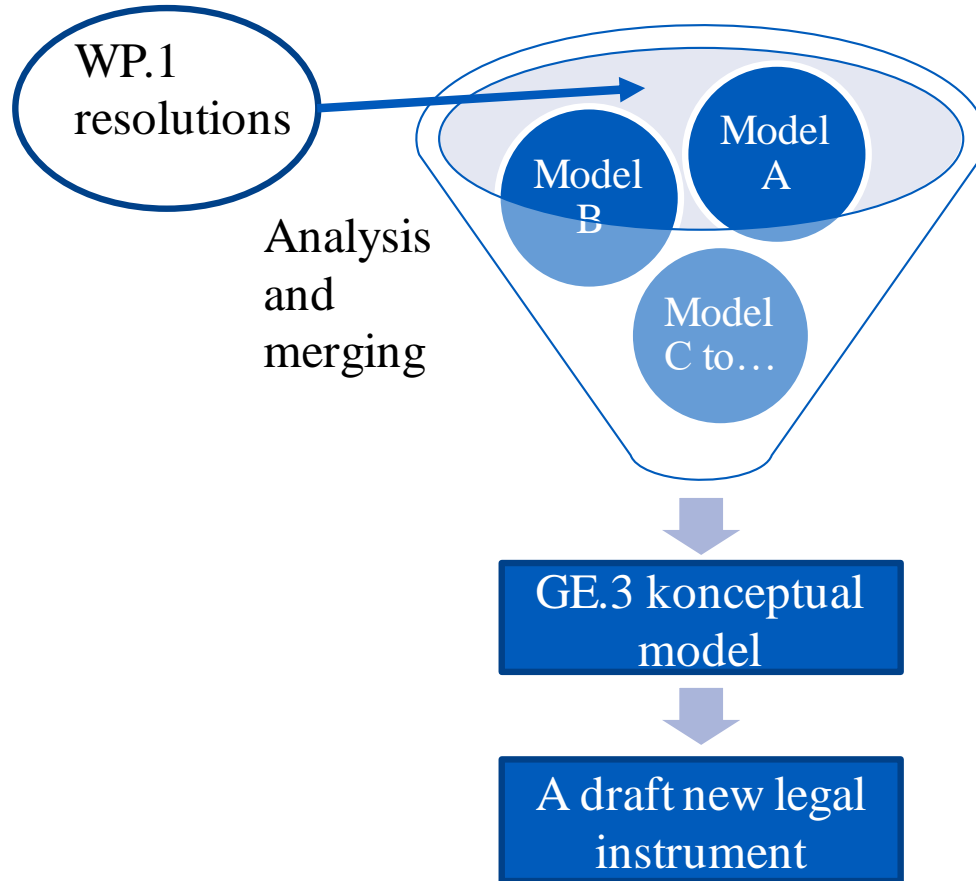 WP.1
resolutions
Model
A
Model
B
Analysis
and
merging
Model
C to…
GE.3 konceptual
model
A draft new legal
instrument